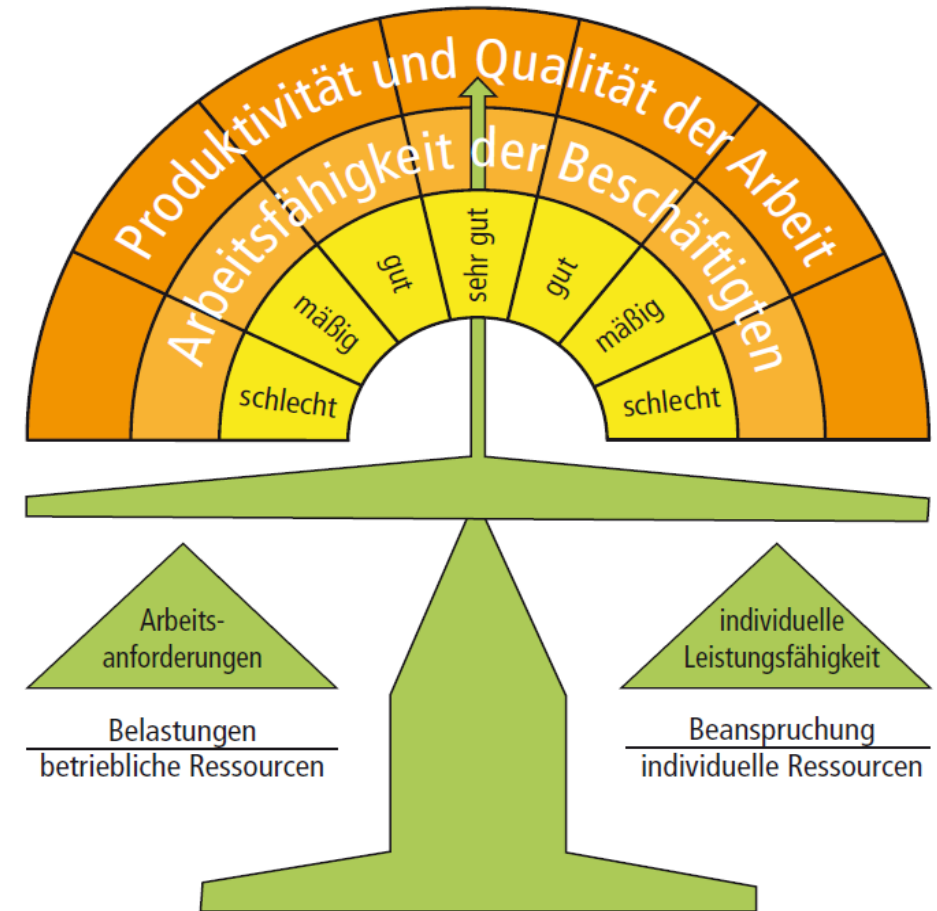 Produktivität und Qualität der Arbeit
Arbeitsfähigkeit der Beschäftigten
schlecht
mäßig
gut
sehr gut
gut
mäßig
schlecht
Arbeits-
anforderungen
individuelle
Leistungsfähigkeit
Belastungen
betriebliche Ressourcen
Beanspruchung
individuelle Ressourcen